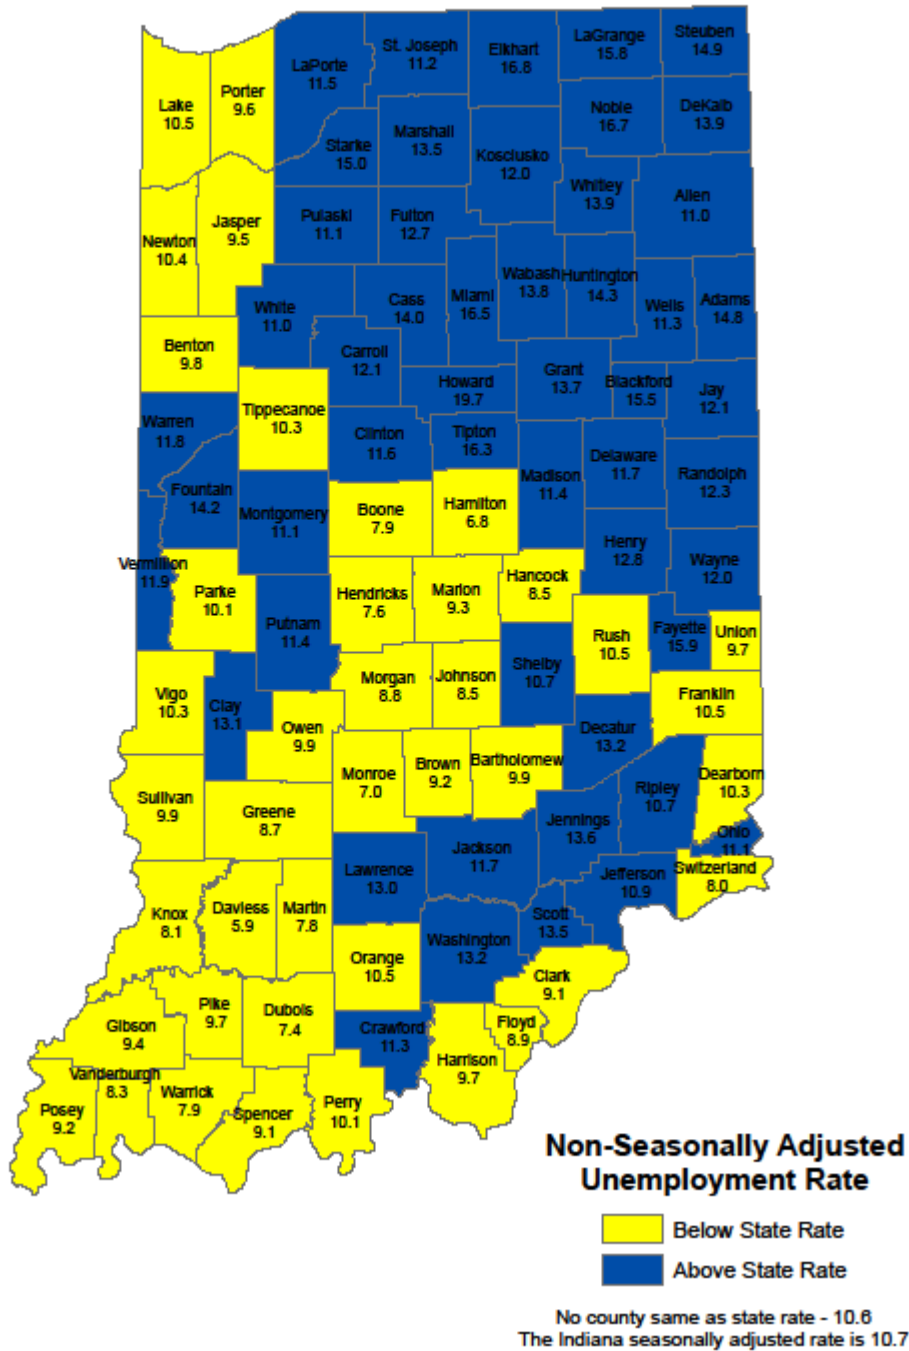 LaPorte
11.5
St. Joseph
11.2
Elkhart
16.8
LaGrange
15.8
Steuben
14.9
Lake
10.5
Porter
9.6
Starke
15.0
Marshall
13.5
Kosciusko
12.0
Noble
16.7
DeKalb
13.9
Whitley
13.9
Allen
11.0
Newton
10.4
Jasper
9.5
Pulaski
11.1
Fulton
12.7
White
11.0
Cass
14.0
Miami
16.5
Wabash
13.8
Huntington
14.3
Wells
11.3
Adams
14.8
Benton
9.8
Carroll
12.1
Howard
19.7
Grant
13.7
Blackford
15.5
Jay
12.1
Warren
11.8
Tippecanoe
10.3
Clinton
11.6
Tipton
16.3
Madison
11.4
Delaware
11.7
Randolph
12.3
Fountain
14.2
Montgomery
11.1
Boone
7.9
Hamilton
6.8
Henry
12.8
Wayne
12.0
Vermillion
11.9
Parke
10.1
Putnam
11.4
Hendricks
7.6
Marion
9.3
Hancock
8.5
Rush
10.5
Fayette
15.9
Union
9.7
Vigo
10.3
Clay
13.1
Owen
9.9
Morgan
8.8
Johnson
8.5
Shelby
10.7
Franklin
10.5
Decatur
13.2
Sullivan
9.9
Greene
8.7
Monroe
7.0
Brown
9.2
Bartholomew
9.9
Ripley
10.7
Dearborn
10.3
Jennings
13.6
Ohio
11.1
Lawrence
13.0
Jackson
11.7
Jefferson
10.9
Switzerland
8.0
Knox
8.1
Daviess
5.9
Martin
7.8
Orange
10.5
Washington
13.2
Scott
13.5
Clark
9.1
Gibson
9.4
Pike
9.7
Dubois
7.4
Crawford
11.3
Floyd
8.9
Harrison
9.7
Posey
9.2
Vanderburgh
8.3
Warrick
7.9
Spencer
9.1
Perry
10.1
Non-Seasonally Adjusted
Unemployment Rate
Below State Rate
Above State Rate
No county same as state rate - 10.6
The Indiana seasonally adjusted rate is 10.7